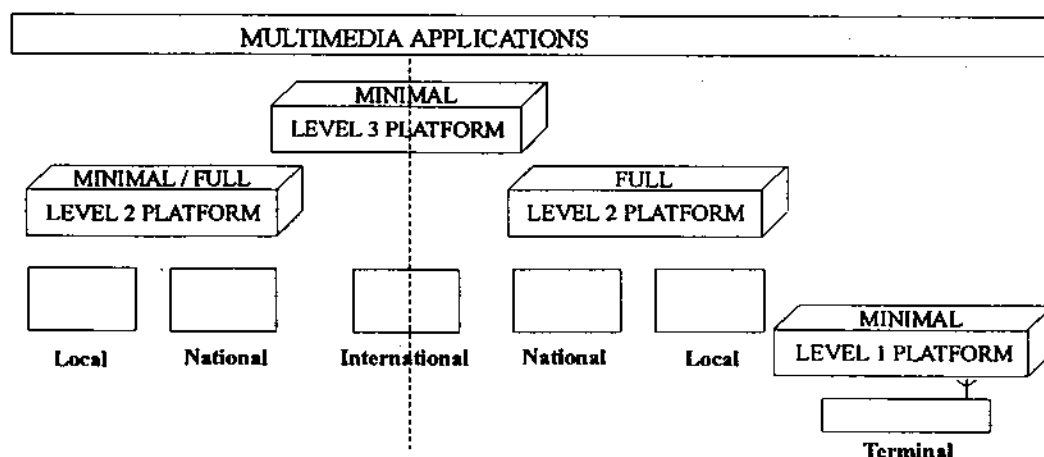 MULTIMEDIA APPLICATIONS
MINIMAL
LEVEL 3 PLATFORM
MINIMAL / FULL
LEVEL 2 PLATFORM
FULL
LEVEL 2 PLATFORM
Local
National
International
National
Local
MINIMAL
LEVEL 1 PLATFORM
Terminal